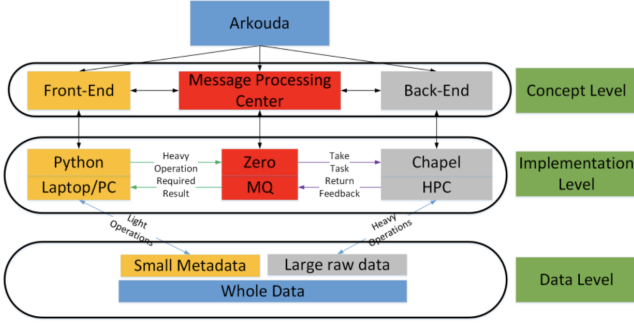 Arkouda
Front-End
Message Processing
Center
Back-End
Concept Level
Python
Laptop/PC
Heavy
Operation
Required
Result
Zero
MQ
Take
Task
Return
Feedback
Chapel
HPC
Implementation
Level
Light
Operations
Heavy
Operations
Small Metadata
Large raw data
Whole Data
Data Level